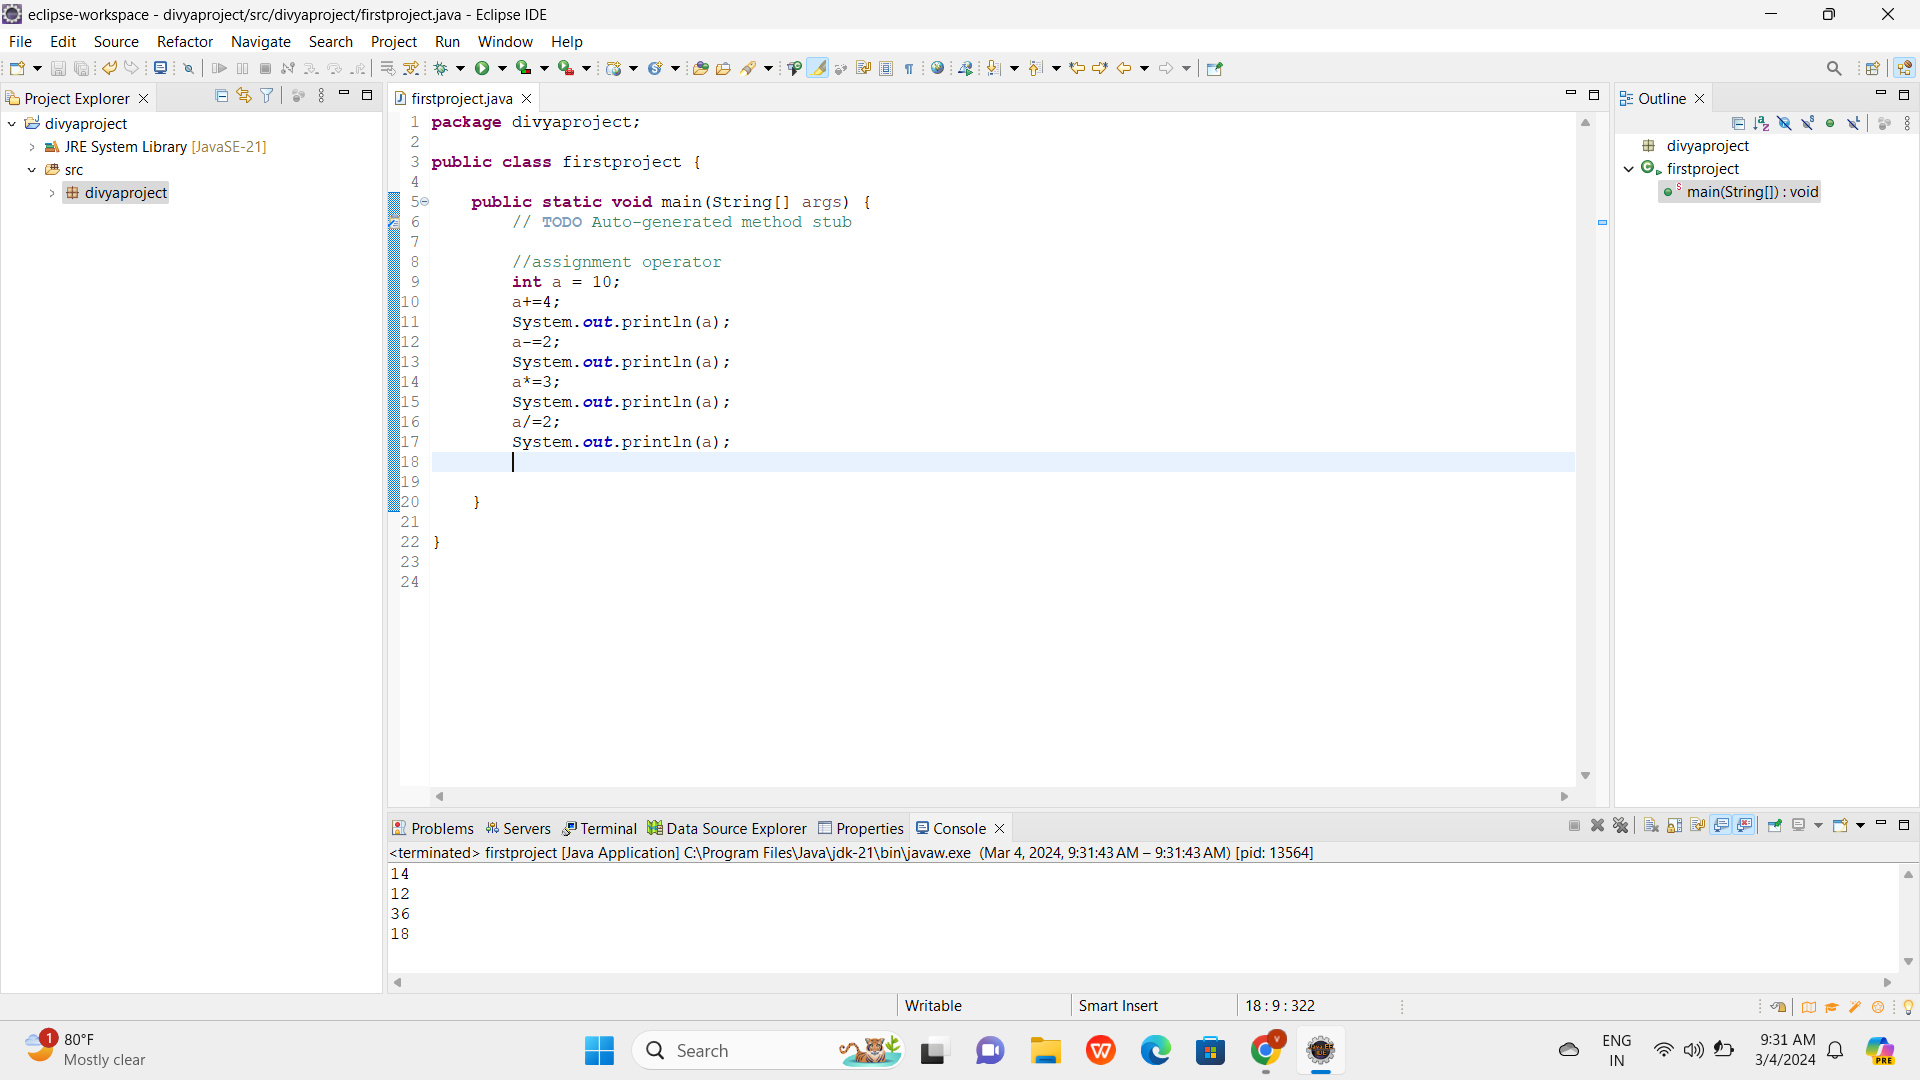 eclipse-workspace - divyaproject/src/divyaproject/firstproject.java - Eclipse IDE
File Edit Source Refactor Navigate Search Project Run Window Help
Project Explorer
divyaproject
JRE System Library [JavaSE-21]
src
divyaproject
firstproject.java
1 package divyaproject;
2
3 public class firstproject {
4
5 public static void main(String[] args) {
6 // TODO Auto-generated method stub
7
8 //assignment operator
9 int a = 10;
10 a+=4;
11 System.out.println(a);
12 a-=2;
13 System.out.println(a);
14 a*=3;
15 System.out.println(a);
16 a/=2;
17 System.out.println(a);
18
19
20 }
21
22 }
23
24
Outline
divyaproject
firstproject
main(String[]) : void
Problems Servers Terminal Data Source Explorer Properties Console
<terminated> firstproject [Java Application] C:\Program Files\Java\jdk-21\bin\javaw.exe (Mar 4, 2024, 9:31:43 AM – 9:31:43 AM) [pid: 13564]
14
12
36
18
Writable Smart Insert 18 : 9 : 322
1
80°F
Mostly clear
Search
ENG
IN
9:31 AM
3/4/2024
PRE